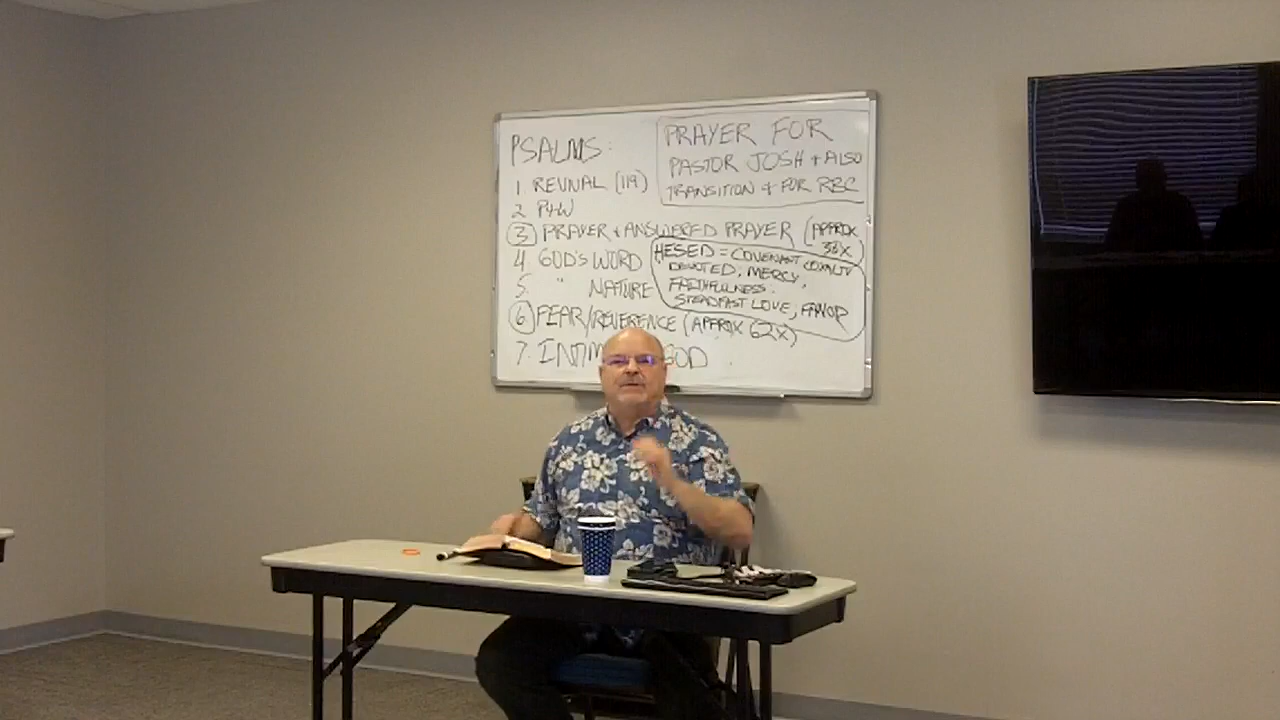 PSALMS:
1. REVIVAL (119)
2 P+W
3 PRAYER + ANSWERED PRAYER (APPROX 38X)
4 GOD'S WORD
5. " NATURE
6 FEAR/REVERENCE (APPROX 62X)
7. INTIM GOD
PRAYER FOR
PASTOR JOSH + ALSO
TRANSITION + FOR RBC
HESED = COVENANT LOYALTY
DEVOTED, MERCY,
FAITHFULNESS.
STEADFAST LOVE, FAVOR